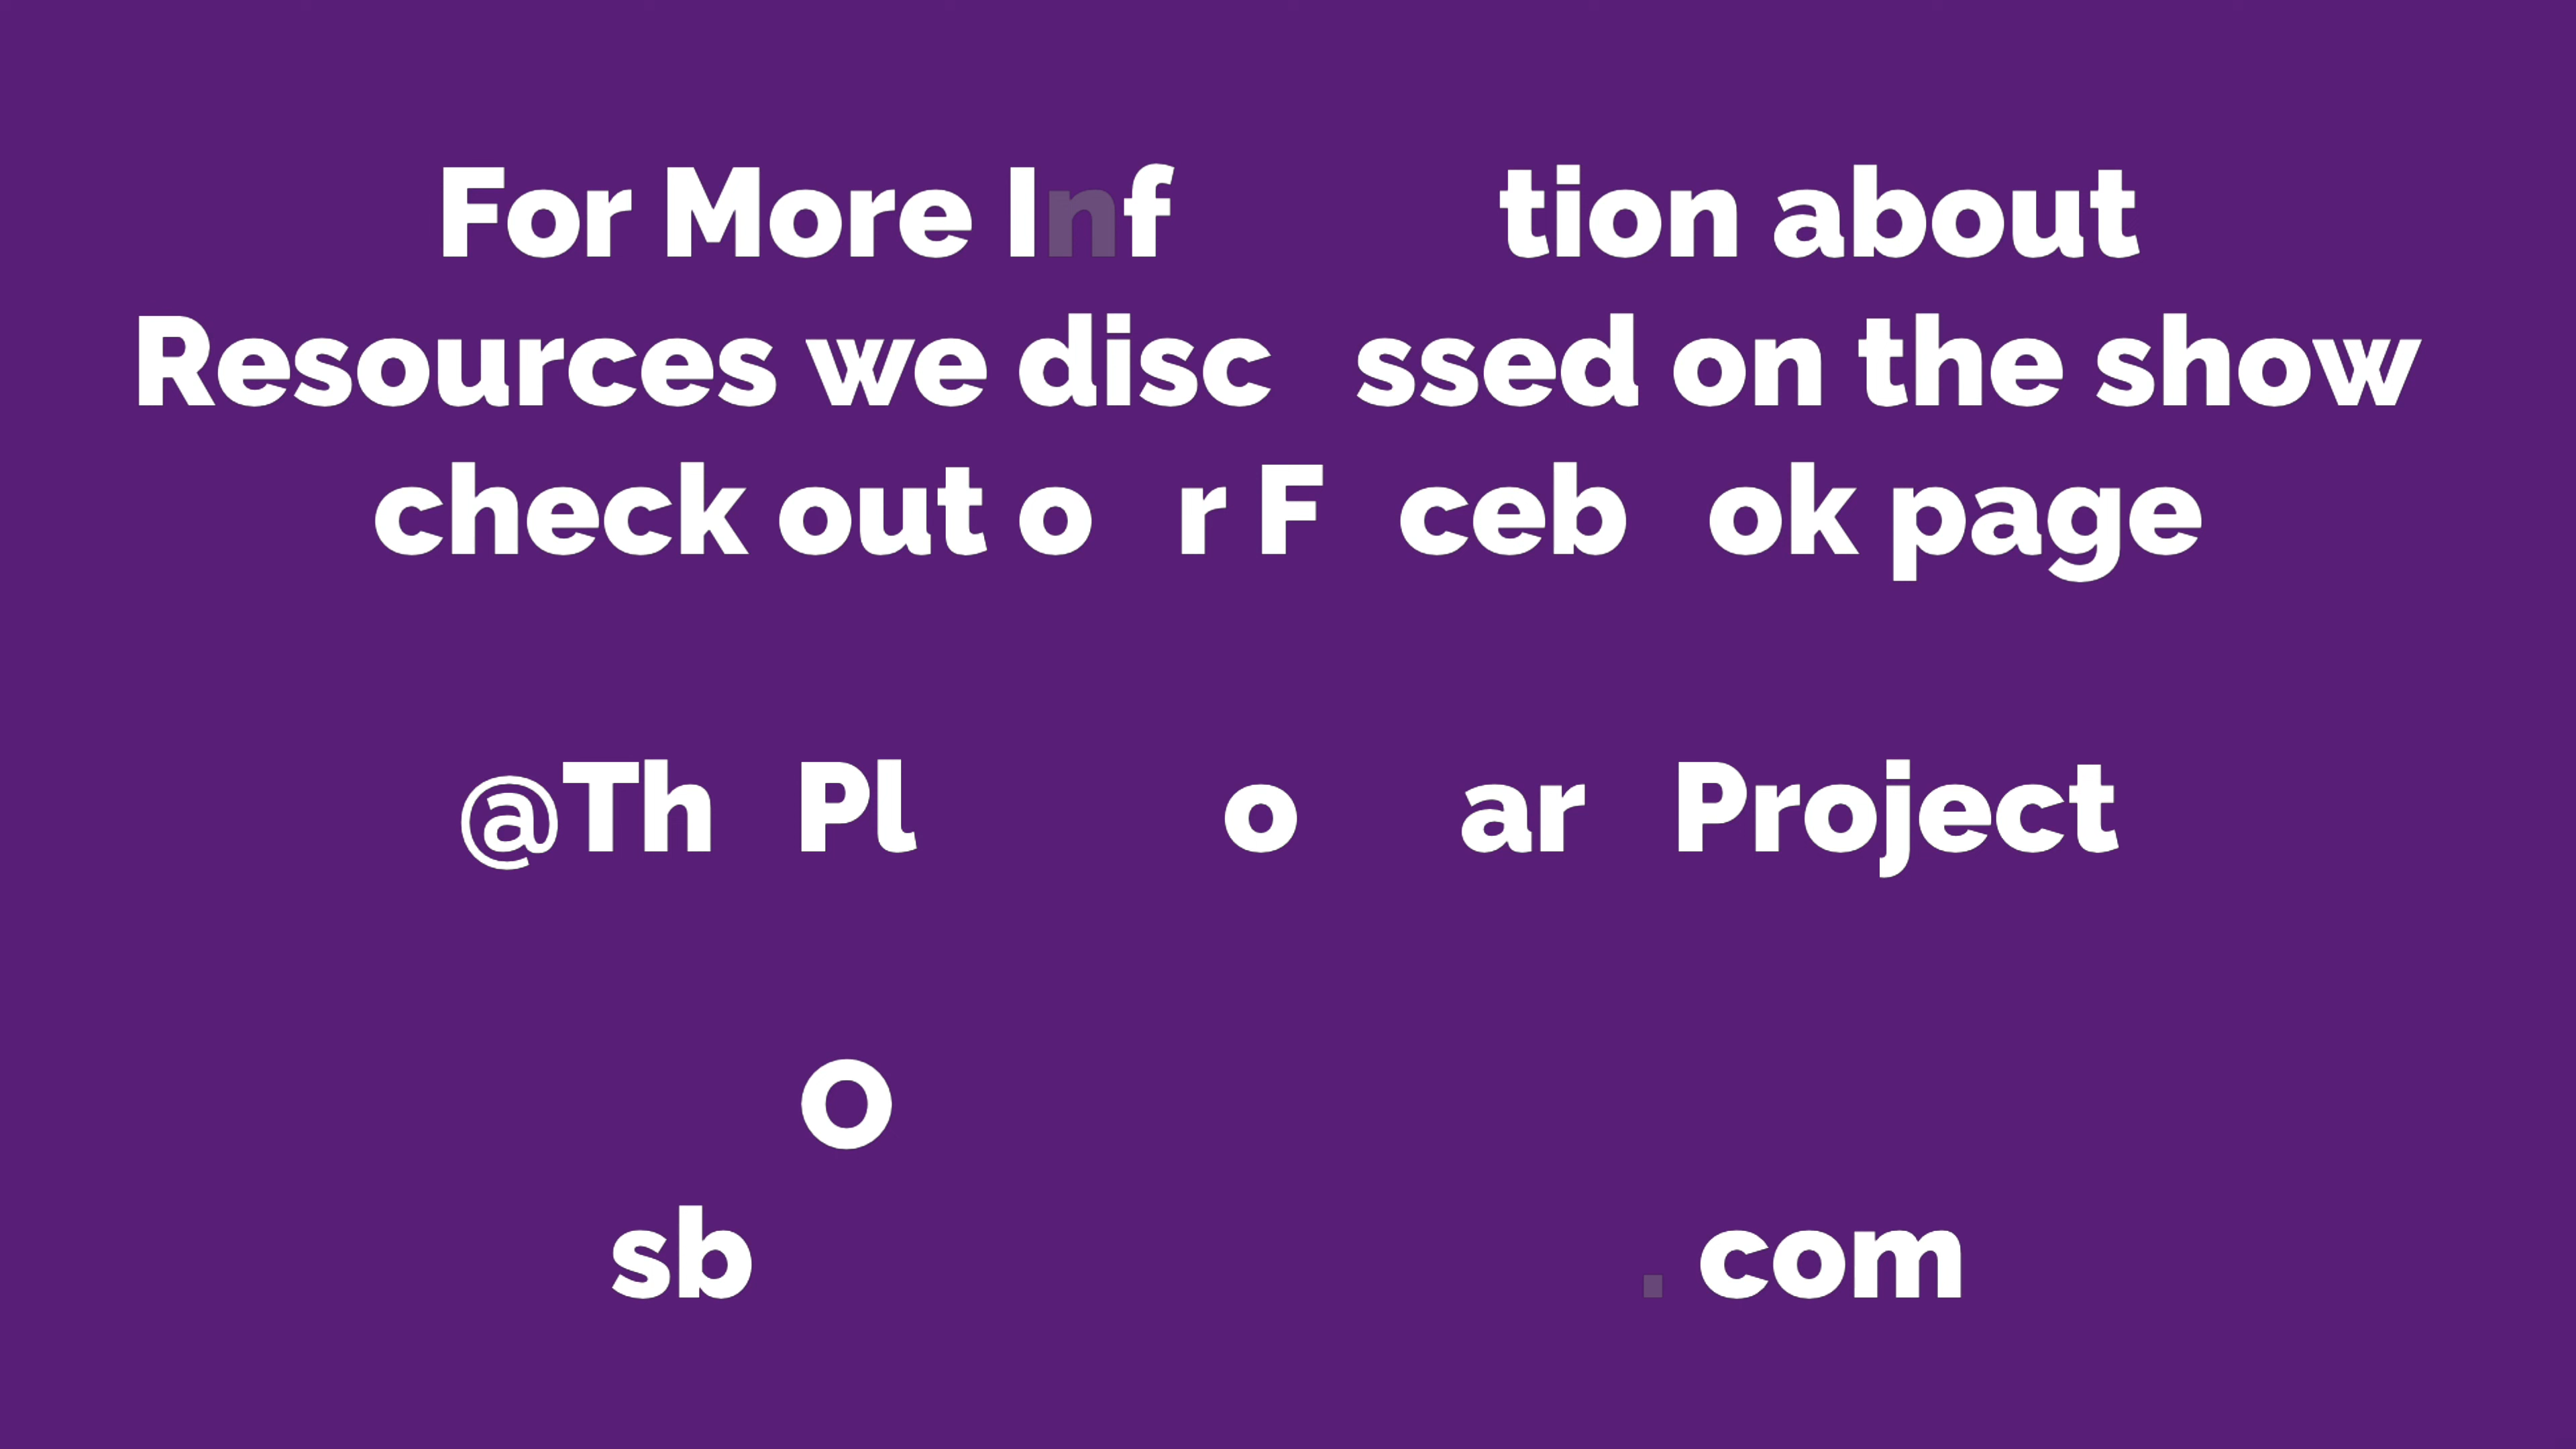 For More Inf tion about
Resources we disc ssed on the show
check out o r F ceb ok page
@Th Pl o ar Project
O
sb . com